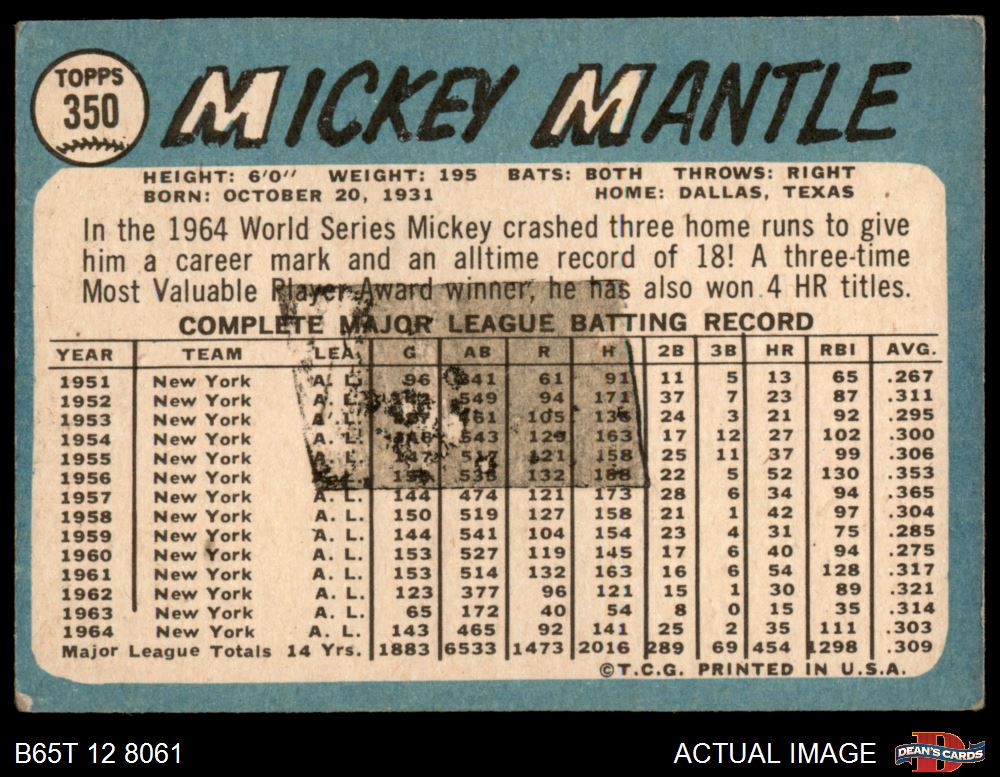 TOPPS
350
MICKEY MANTLE
HEIGHT: 6'0" WEIGHT: 195 BATS: BOTH THROWS: RIGHT
BORN: OCTOBER 20, 1931 HOME: DALLAS, TEXAS
In the 1964 World Series Mickey crashed three home runs to give
him a career mark and an alltime record of 18! A three-time
Most Valuable Player Award winner, he has also won 4 HR titles.
COMPLETE MAJOR LEAGUE BATTING RECORD
YEAR TEAM LEA. G AB R H 2B 3B HR RBI AVG.
1951 New York A. L. 96 341 61 91 11 5 13 65 .267
1952 New York A. L. 549 94 171 37 7 23 87 .311
1953 New York A. L. 461 105 136 24 3 21 92 .295
1954 New York A. L. 543 129 163 17 12 27 102 .300
1955 New York A. L. 147 517 121 158 25 11 37 99 .306
1956 New York A. L. 533 132 188 22 5 52 130 .353
1957 New York A. L. 144 474 121 173 28 6 34 94 .365
1958 New York A. L. 150 519 127 158 21 1 42 97 .304
1959 New York A. L. 144 541 104 154 23 4 31 75 .285
1960 New York A. L. 153 527 119 145 17 6 40 94 .275
1961 New York A. L. 153 514 132 163 16 6 54 128 .317
1962 New York A. L. 123 377 96 121 15 1 30 89 .321
1963 New York A. L. 65 172 40 54 8 0 15 35 .314
1964 New York A. L. 143 465 92 141 25 2 35 111 .303
Major League Totals 14 Yrs. 1883 6533 1473 2016 289 69 454 1298 .309
©T.C.G. PRINTED IN U.S.A.
B65T 12 8061 ACTUAL IMAGE DEAN'S CARDS